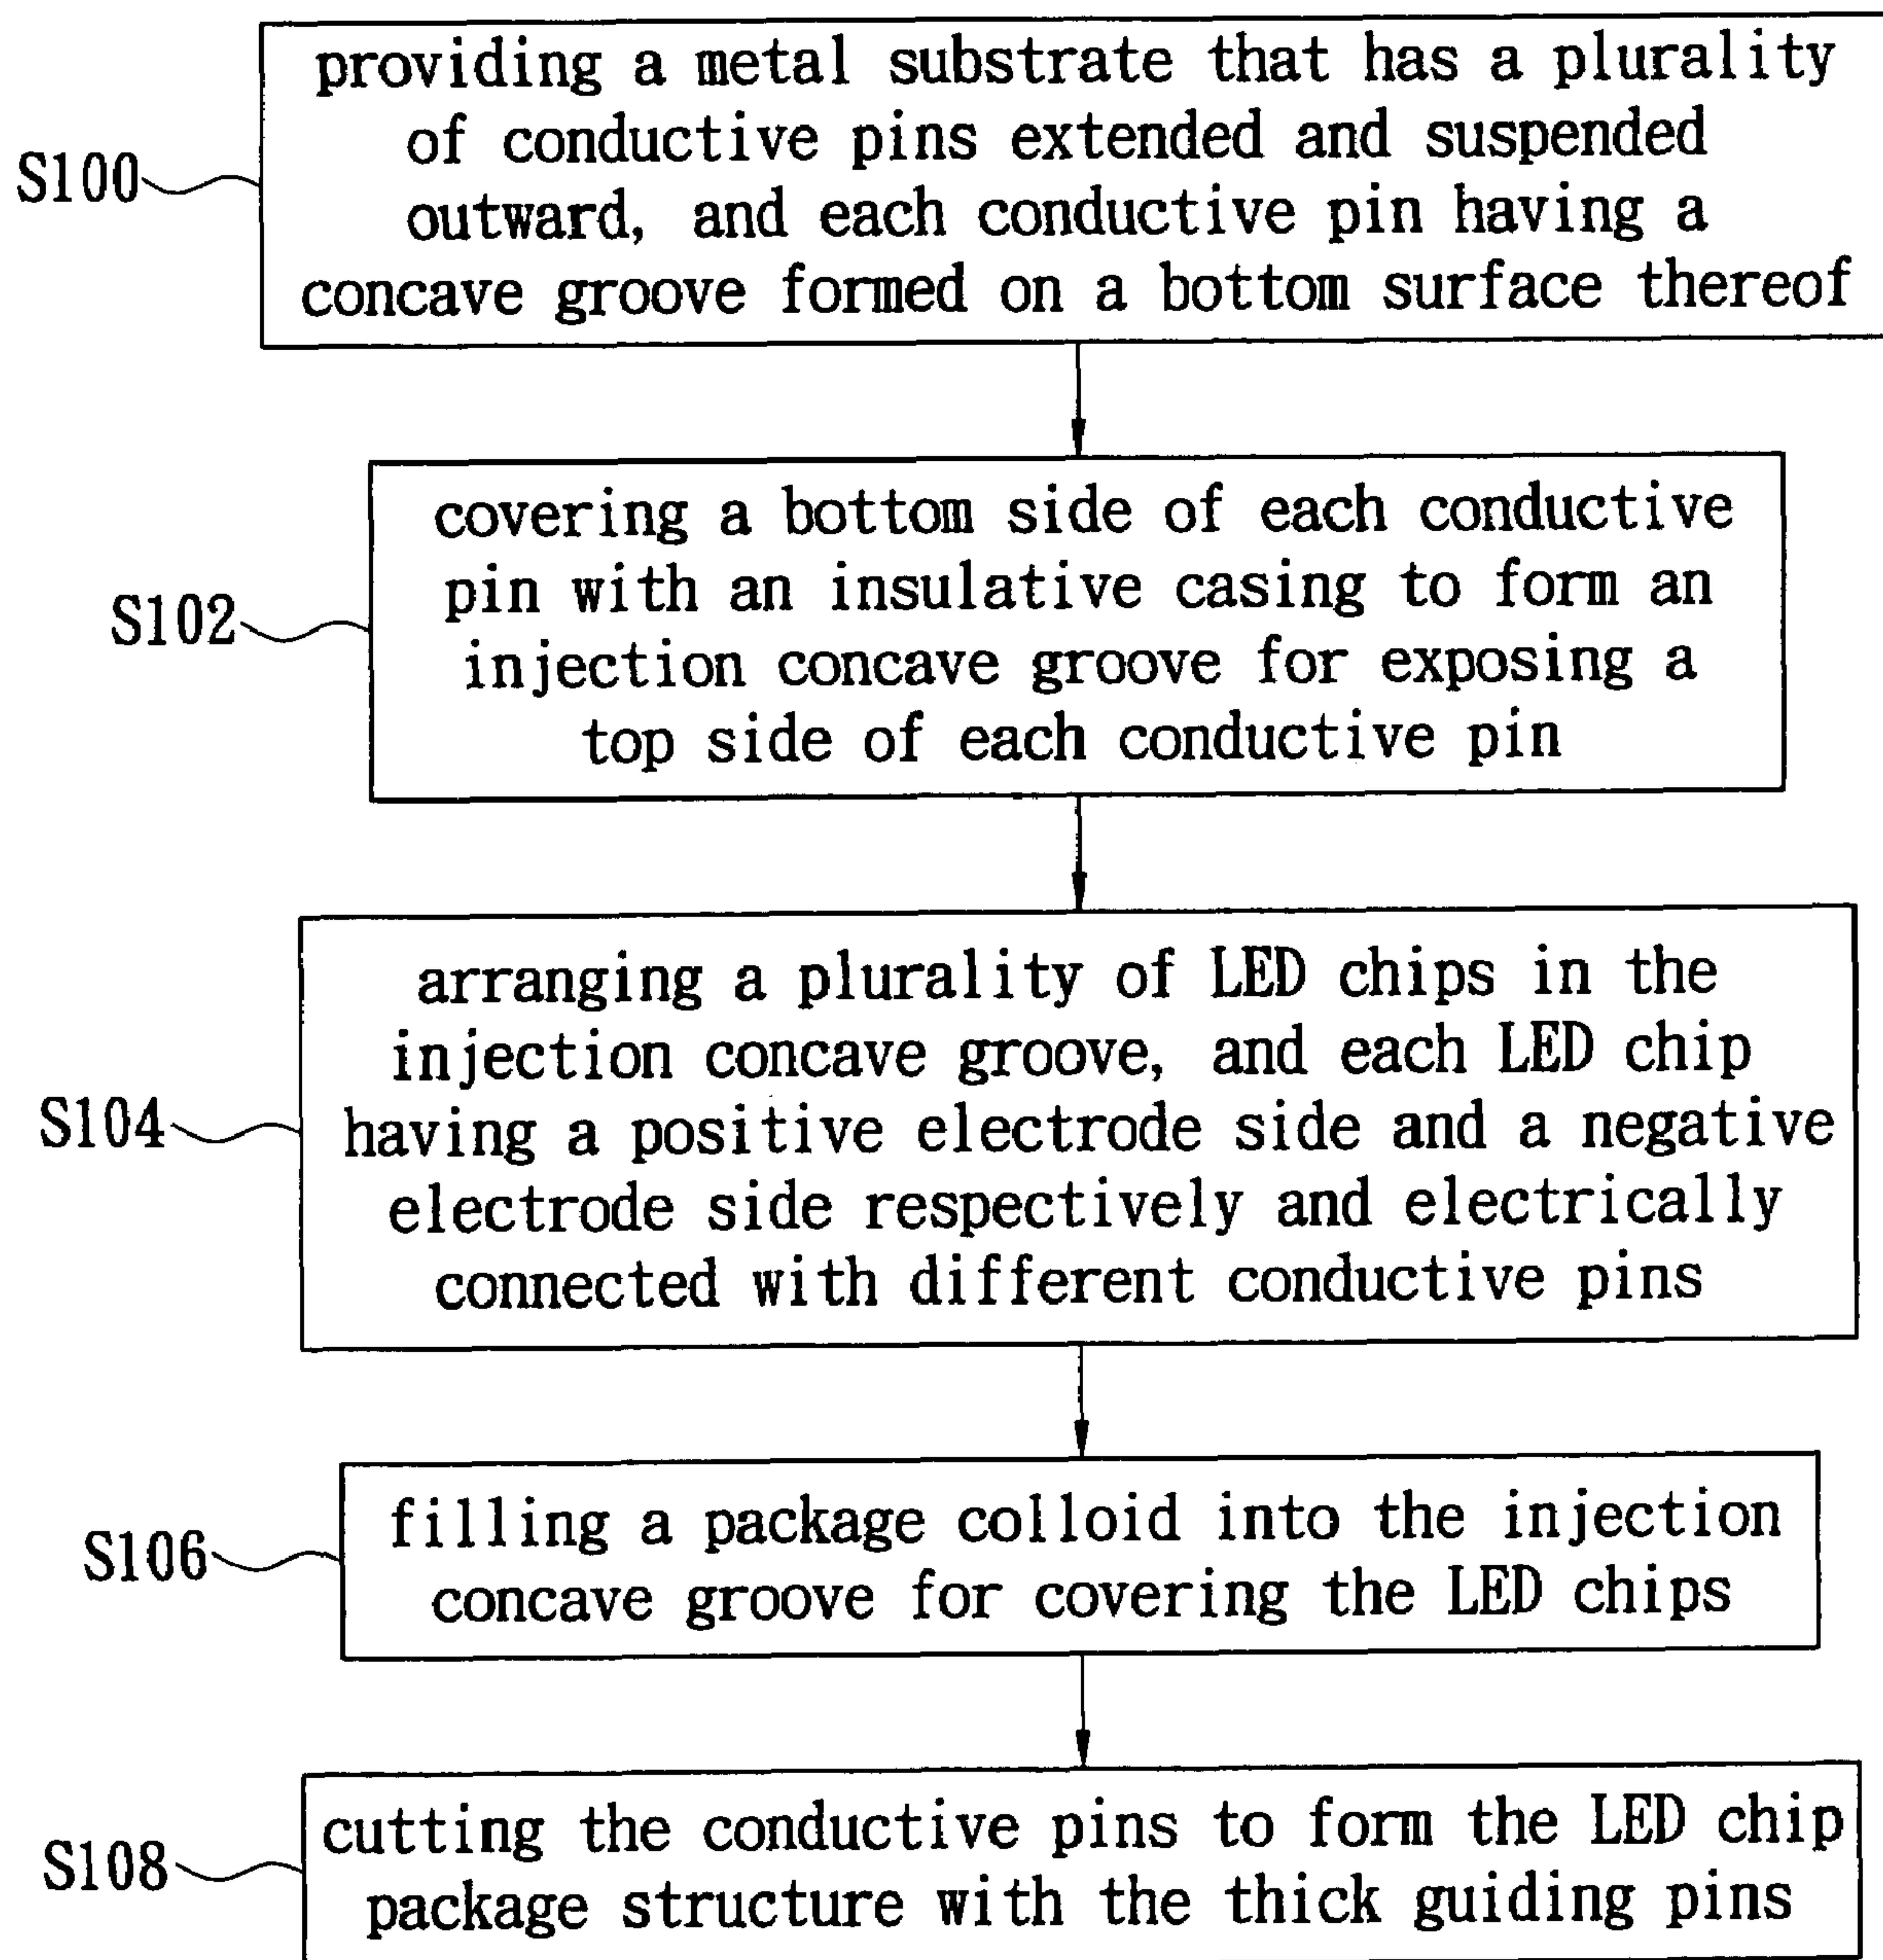 providing a metal substrate that has a plurality
of conductive pins extended and suspended
outward, and each conductive pin having a
concave groove formed on a bottom surface thereof
S100
covering a bottom side of each conductive
pin with an insulative casing to form an
injection concave groove for exposing a
top side of each conductive pin
S102
arranging a plurality of LED chips in the
injection concave groove, and each LED chip
having a positive electrode side and a negative
electrode side respectively and electrically
connected with different conductive pins
S104
filling a package colloid into the injection
concave groove for covering the LED chips
S106
cutting the conductive pins to form the LED chip
package structure with the thick guiding pins
S108